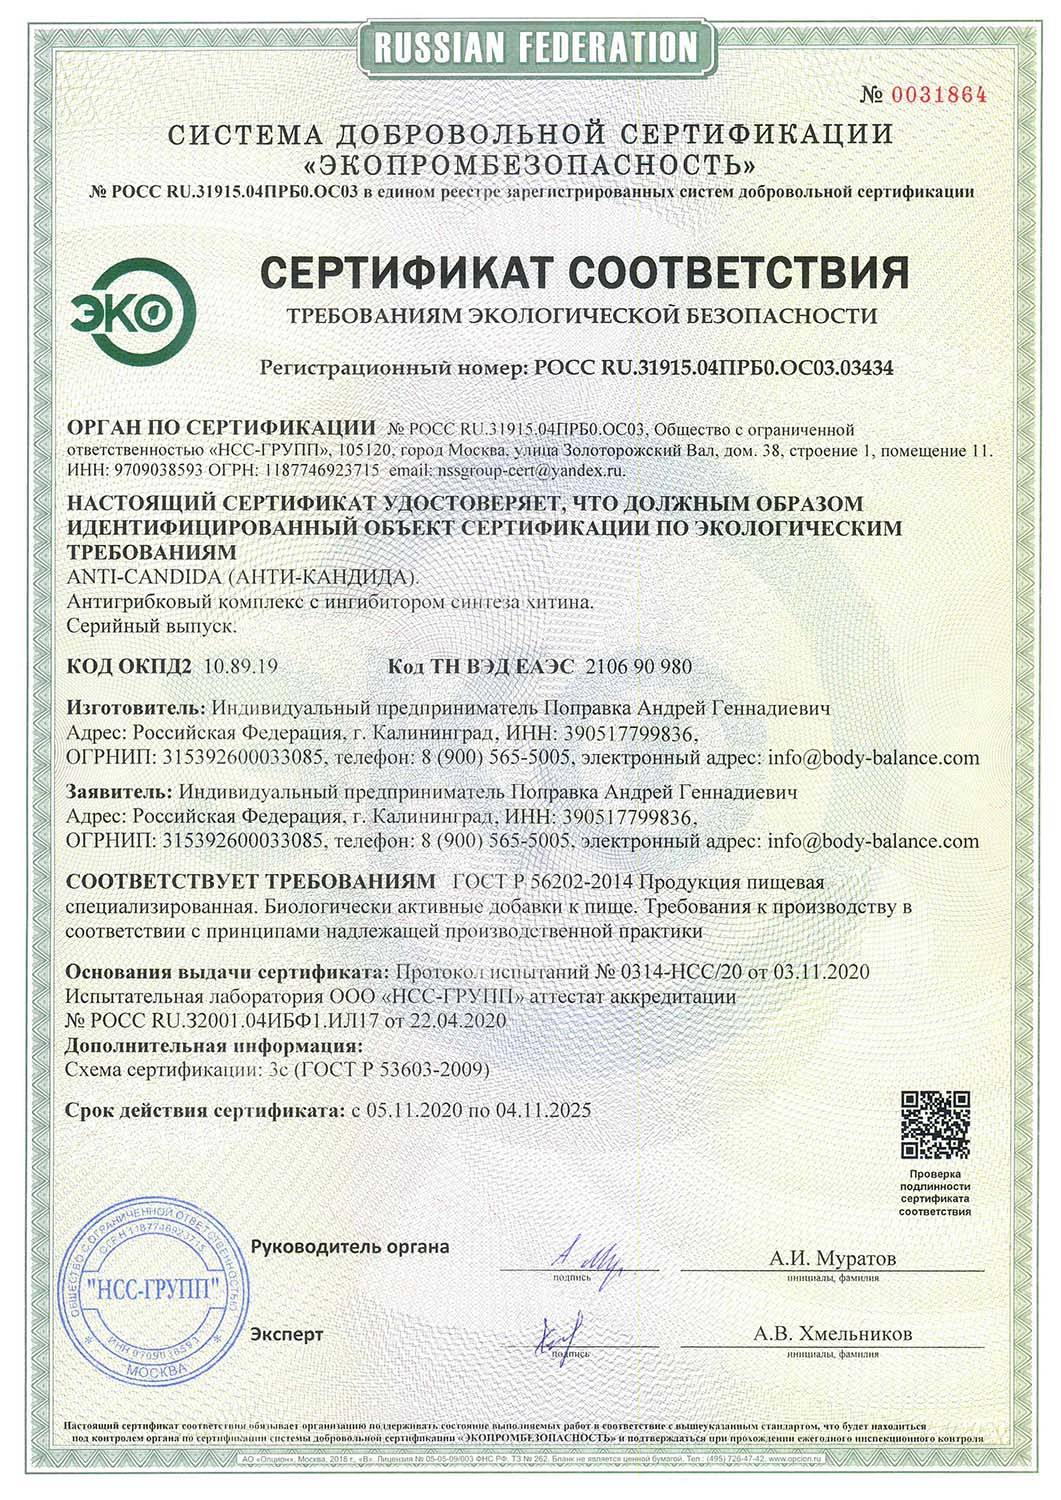 RUSSIAN FEDERATION
№ 0031864
СИСТЕМА ДОБРОВОЛЬНОЙ СЕРТИФИКАЦИИ
«ЭКОПРОМБЕЗОПАСНОСТЬ»
№ РОСС RU.31915.04ПРБ0.ОС03 в едином реестре зарегистрированных систем добровольной сертификации
ЭКО
СЕРТИФИКАТ СООТВЕТСТВИЯ
ТРЕБОВАНИЯМ ЭКОЛОГИЧЕСКОЙ БЕЗОПАСНОСТИ
Регистрационный номер: РОСС RU.31915.04ПРБ0.ОС03.03434
ОРГАН ПО СЕРТИФИКАЦИИ № РОСС RU.31915.04ПРБ0.ОС03, Общество с ограниченной
ответственностью «НСС-ГРУПП», 105120, город Москва, улица Золоторожский Вал, дом. 38, строение 1, помещение 11.
ИНН: 9709038593 ОГРН: 1187746923715 email: nssgroup-cert@yandex.ru.
НАСТОЯЩИЙ СЕРТИФИКАТ УДОСТОВЕРЯЕТ, ЧТО ДОЛЖНЫМ ОБРАЗОМ
ИДЕНТИФИЦИРОВАННЫЙ ОБЪЕКТ СЕРТИФИКАЦИИ ПО ЭКОЛОГИЧЕСКИМ
ТРЕБОВАНИЯМ
ANTI-CANDIDA (АНТИ-КАНДИДА).
Антигрибковый комплекс с ингибитором синтеза хитина.
Серийный выпуск.
КОД ОКПД2 10.89.19 Код ТН ВЭД ЕАЭС 2106 90 980
Изготовитель: Индивидуальный предприниматель Поправка Андрей Геннадиевич
Адрес: Российская Федерация, г. Калининград, ИНН: 390517799836,
ОГРНИП: 315392600033085, телефон: 8 (900) 565-5005, электронный адрес: info@body-balance.com
Заявитель: Индивидуальный предприниматель Поправка Андрей Геннадиевич
Адрес: Российская Федерация, г. Калининград, ИНН: 390517799836,
ОГРНИП: 315392600033085, телефон: 8 (900) 565-5005, электронный адрес: info@body-balance.com
СООТВЕТСТВУЕТ ТРЕБОВАНИЯМ ГОСТ Р 56202-2014 Продукция пищевая
специализированная. Биологически активные добавки к пище. Требования к производству в
соответствии с принципами надлежащей производственной практики
Основания выдачи сертификата: Протокол испытаний № 0314-НСС/20 от 03.11.2020
Испытательная лаборатория ООО «НСС-ГРУПП» аттестат аккредитации
№ РОСС RU.32001.04ИБФ1.ИЛ17 от 22.04.2020
Дополнительная информация:
Схема сертификации: 3с (ГОСТ Р 53603-2009)
Срок действия сертификата: с 05.11.2020 по 04.11.2025
Проверка
подлинности
сертификата
соответствия
ОБЩЕСТВО С ОГРАНИЧЕННОЙ ОТВЕТСТВЕННОСТЬЮ
ОГРН 1187746923715
"НСС-ГРУПП"
ИНН 9709038593
МОСКВА
Руководитель органа
подпись
А.И. Муратов
инициалы, фамилия
Эксперт
подпись
А.В. Хмельников
инициалы, фамилия
Настоящий сертификат соответствия обязывает организацию поддерживать состояние выполняемых работ в соответствие с вышеуказанным стандартом, что будет находиться
под контролем органа по сертификации системы добровольной сертификации «ЭКОПРОМБЕЗОПАСНОСТЬ» и подтверждаться при прохождении ежегодного инспекционного контроля
АО «Опцион», Москва, 2018 г., «В». Лицензия № 05-05-09/003 ФНС РФ. ТЗ № 262. Бланк не является ценной бумагой. Тел.: (495) 726-47-42. www.opcion.ru